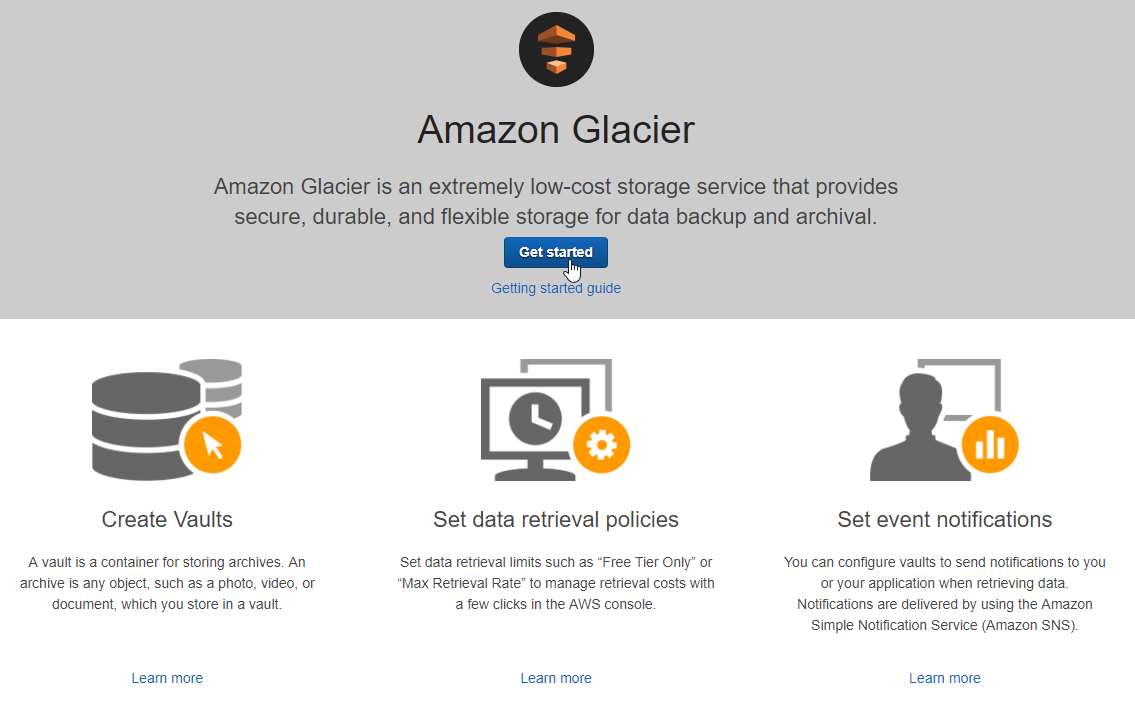 Amazon Glacier
Amazon Glacier is an extremely low-cost storage service that provides
secure, durable, and flexible storage for data backup and archival.
Get started
Getting started guide
Create Vaults
A vault is a container for storing archives. An
archive is any object, such as a photo, video, or
document, which you store in a vault.
Learn more
Set data retrieval policies
Set data retrieval limits such as “Free Tier Only” or
“Max Retrieval Rate” to manage retrieval costs with
a few clicks in the AWS console.
Learn more
Set event notifications
You can configure vaults to send notifications to you
or your application when retrieving data.
Notifications are delivered by using the Amazon
Simple Notification Service (Amazon SNS).
Learn more